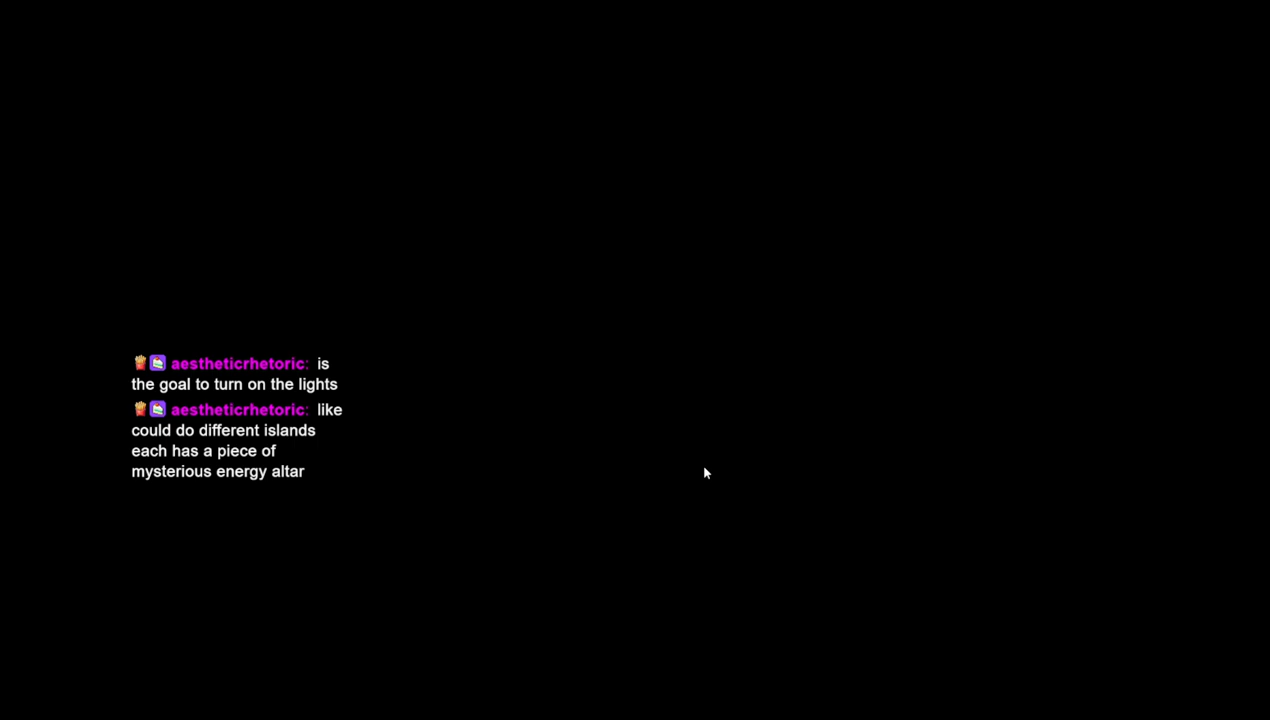 aestheticrhetoric: is
the goal to turn on the lights
aestheticrhetoric: like
could do different islands
each has a piece of
mysterious energy altar